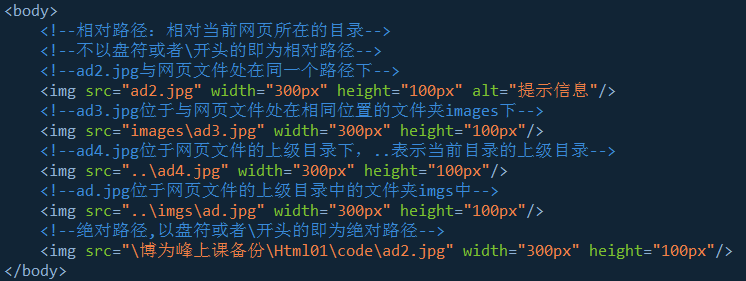 <body>
<!--相对路径：相对当前网页所在的目录-->
<!--不以盘符或者\开头的即为相对路径-->
<!--ad2.jpg与网页文件处在同一个路径下-->
<img src="ad2.jpg" width="300px" height="100px" alt="提示信息"/>
<!--ad3.jpg位于与网页文件处在相同位置的文件夹images下-->
<img src="images\ad3.jpg" width="300px" height="100px"/>
<!--ad4.jpg位于网页文件的上级目录下，..表示当前目录的上级目录-->
<img src="..\ad4.jpg" width="300px" height="100px"/>
<!--ad.jpg位于网页文件的上级目录中的文件夹imgs中-->
<img src="..\imgs\ad.jpg" width="300px" height="100px"/>
<!--绝对路径,以盘符或者\开头的即为绝对路径-->
<img src="\博为峰上课备份\Html01\code\ad2.jpg" width="300px" height="100px"/>
</body>